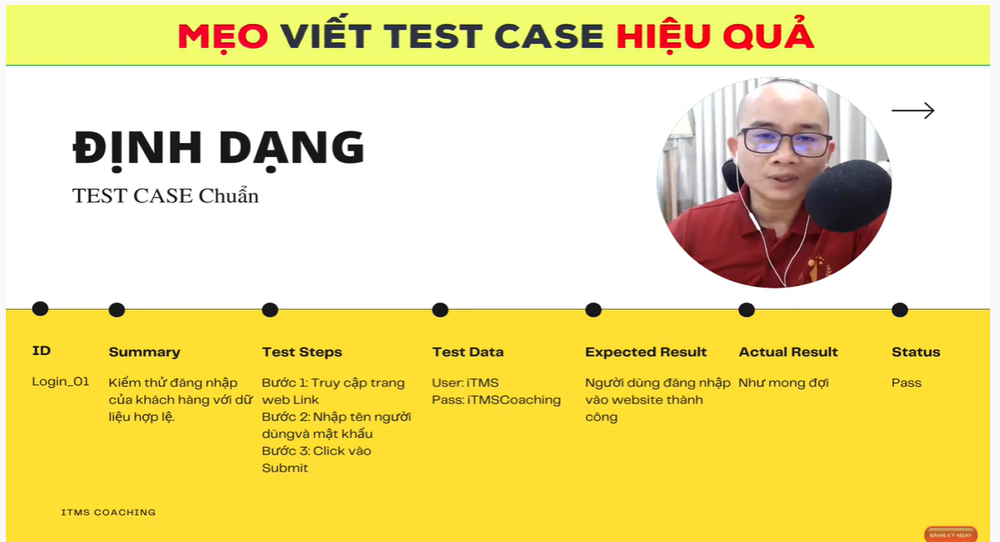 MẸO VIẾT TEST CASE HIỆU QUẢ
ĐỊNH DẠNG
TEST CASE Chuẩn
ID
Login_01
Summary
Kiểm thử đăng nhập
của khách hàng với dữ
liệu hợp lệ.
Test Steps
Bước 1: Truy cập trang
web Link
Bước 2: Nhập tên người
dùngvà mật khẩu
Bước 3: Click vào
Submit
Test Data
User: iTMS
Pass: iTMSCoaching
Expected Result
Người dùng đăng nhập
vào website thành
công
Actual Result
Như mong đợi
Status
Pass
ITMS COACHING
ĐĂNG KÝ NGAY